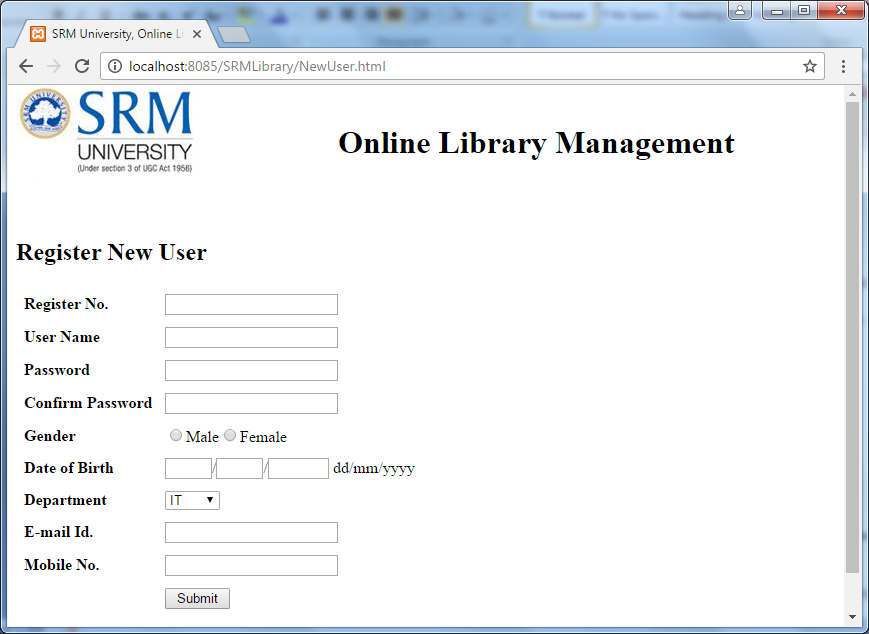 SRM University, Online Li
localhost:8085/SRMLibrary/NewUser.html
SRM UNIVERSITY
SRM
UNIVERSITY
(Under section 3 of UGC Act 1956)
Online Library Management
Register New User
Register No.
User Name
Password
Confirm Password
Gender Male Female
Date of Birth / / dd/mm/yyyy
Department IT
E-mail Id.
Mobile No.
Submit